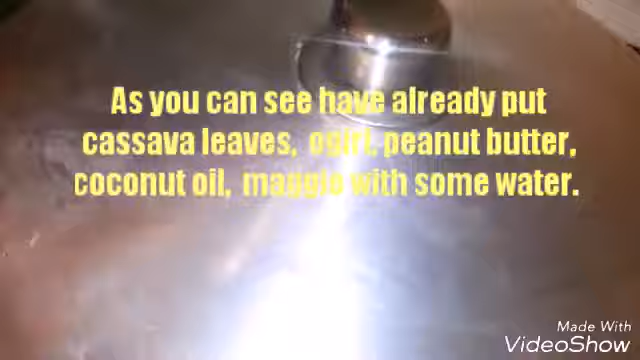 As you can see have already put
cassava leaves, ogiri, peanut butter,
coconut oil, maggie with some water.
Made With
VideoShow